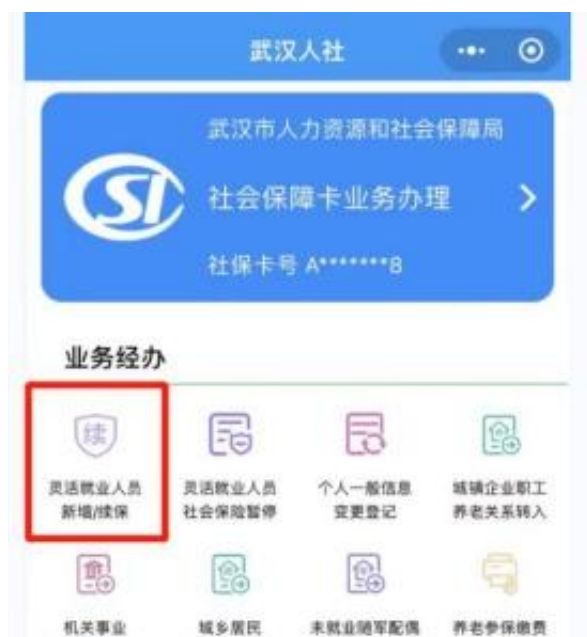 武汉人社
武汉市人力资源和社会保障局
社会保障卡业务办理
社保卡号 A*******8
业务经办
续
灵活就业人员 灵活就业人员 个人一般信息 城镇企业职工
新增/续保 社会保险暂停 变更登记 养老关系转入
机关事业 城乡居民 未就业随军配偶 养老参保缴费